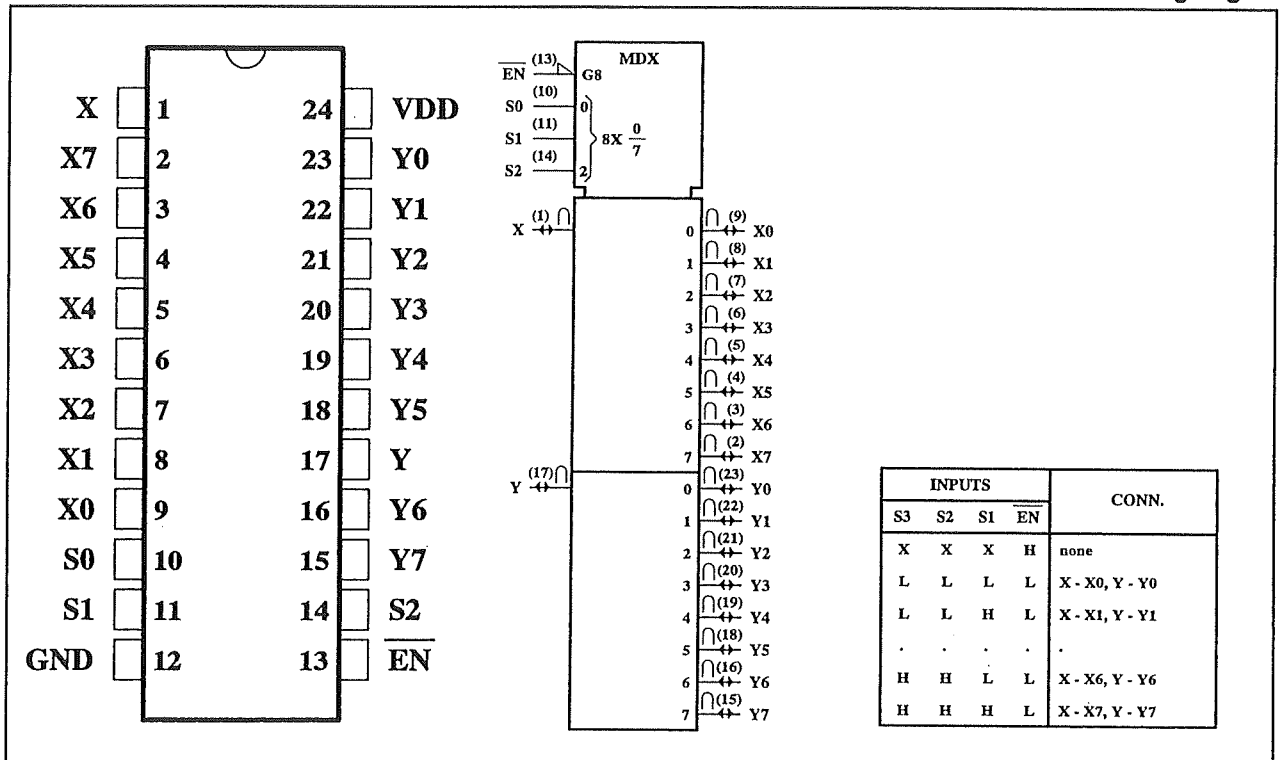 X 1 24 VDD
X7 2 23 Y0
X6 3 22 Y1
X5 4 21 Y2
X4 5 20 Y3
X3 6 19 Y4
X2 7 18 Y5
X1 8 17 Y
X0 9 16 Y6
S0 10 15 Y7
S1 11 14 S2
GND 12 13 EN
MDX
EN (13) G8
S0 (10) 0
S1 (11) 8X 0/7
S2 (14) 2
X (1) ∩ 0 ∩ (9) X0
1 ∩ (8) X1
2 ∩ (7) X2
3 ∩ (6) X3
4 ∩ (5) X4
5 ∩ (4) X5
6 ∩ (3) X6
7 ∩ (2) X7
Y (17) ∩ 0 ∩ (23) Y0
1 ∩ (22) Y1
2 ∩ (21) Y2
3 ∩ (20) Y3
4 ∩ (19) Y4
5 ∩ (18) Y5
6 ∩ (16) Y6
7 ∩ (15) Y7
INPUTS CONN.
S3 S2 S1 EN
X X X H none
L L L L X - X0, Y - Y0
L L H L X - X1, Y - Y1
. . . . .
H H L L X - X6, Y - Y6
H H H L X - X7, Y - Y7